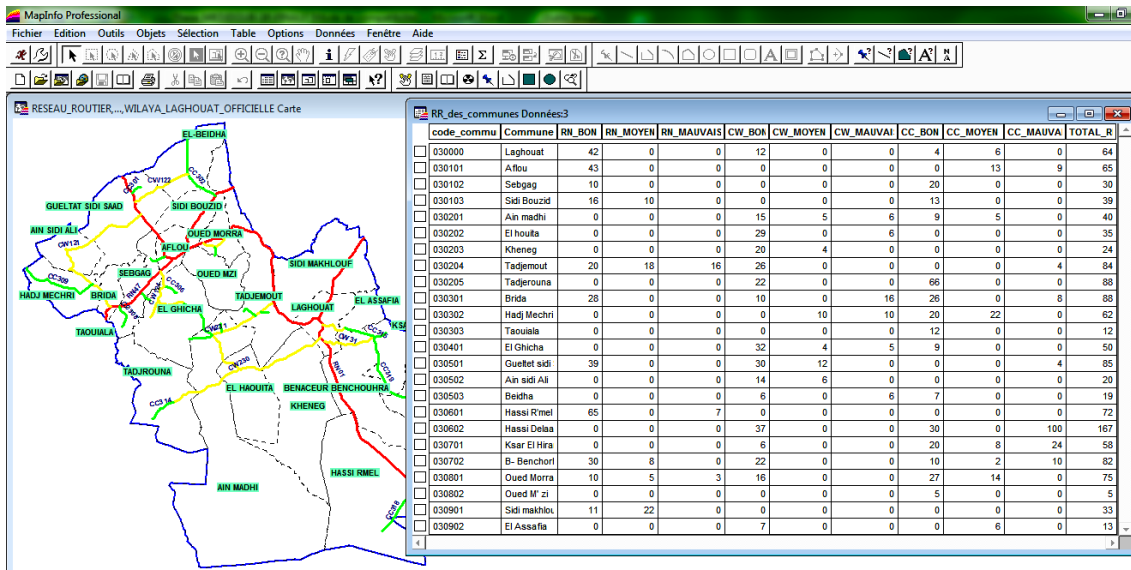 MapInfo Professional
Fichier Edition Outils Objets Sélection Table Options Données Fenêtre Aide
RESEAU_ROUTIER,...,WILAYA_LAGHOUAT_OFFICIELLE Carte
EL-BEIDHA
CC301 CW122 CC302
GUELTAT SIDI SAAD SIDI BOUZID
AIN SIDI ALI
CW121 OUED MORRA
AFLOU
SIDI MAKHLOUF
SEBGAG OUED MZI
CC309 CC306
HADJ MECHRI BRIDA RN47 TADJEMOUT EL ASSAFIA
EL GHICHA LAGHOUAT
TAOUIALA CW231 CW31 KSA
TADJROUNA CW230 RN01 CC319
EL HAOUITA BENACEUR BENCHOUHRA
CC314 KHENEG
HASSI RMEL
AIN MADHI
CC318
RR_des_communes Données:3
code_commu Commune RN_BON RN_MOYEN RN_MAUVAIS CW_BON CW_MOYEN CW_MAUVAI CC_BON CC_MOYEN CC_MAUVA TOTAL_R
030000 Laghouat 42 0 0 12 0 0 4 6 0 64
030101 Aflou 43 0 0 0 0 0 0 13 9 65
030102 Sebgag 10 0 0 0 0 0 20 0 0 30
030103 Sidi Bouzid 16 10 0 0 0 0 13 0 0 39
030201 Ain madhi 0 0 0 15 5 6 9 5 0 40
030202 El houita 0 0 0 29 0 6 0 0 0 35
030203 Kheneg 0 0 0 20 4 0 0 0 0 24
030204 Tadjemout 20 18 16 26 0 0 0 0 4 84
030205 Tadjerouna 0 0 0 22 0 0 66 0 0 88
030301 Brida 28 0 0 10 0 16 26 0 8 88
030302 Hadj Mechri 0 0 0 0 10 10 20 22 0 62
030303 Taouiala 0 0 0 0 0 0 12 0 0 12
030401 El Ghicha 0 0 0 32 4 5 9 0 0 50
030501 Gueltet sidi 39 0 0 30 12 0 0 0 4 85
030502 Ain sidi Ali 0 0 0 14 6 0 0 0 0 20
030503 Beidha 0 0 0 6 0 6 7 0 0 19
030601 Hassi R'mel 65 0 7 0 0 0 0 0 0 72
030602 Hassi Delaa 0 0 0 37 0 0 30 0 100 167
030701 Ksar El Hira 0 0 0 6 0 0 20 8 24 58
030702 B- Benchorl 30 8 0 22 0 0 10 2 10 82
030801 Oued Morra 10 5 3 16 0 0 27 14 0 75
030802 Oued M' zi 0 0 0 0 0 0 5 0 0 5
030901 Sidi makhlou 11 22 0 0 0 0 0 0 0 33
030902 El Assafia 0 0 0 7 0 0 0 6 0 13